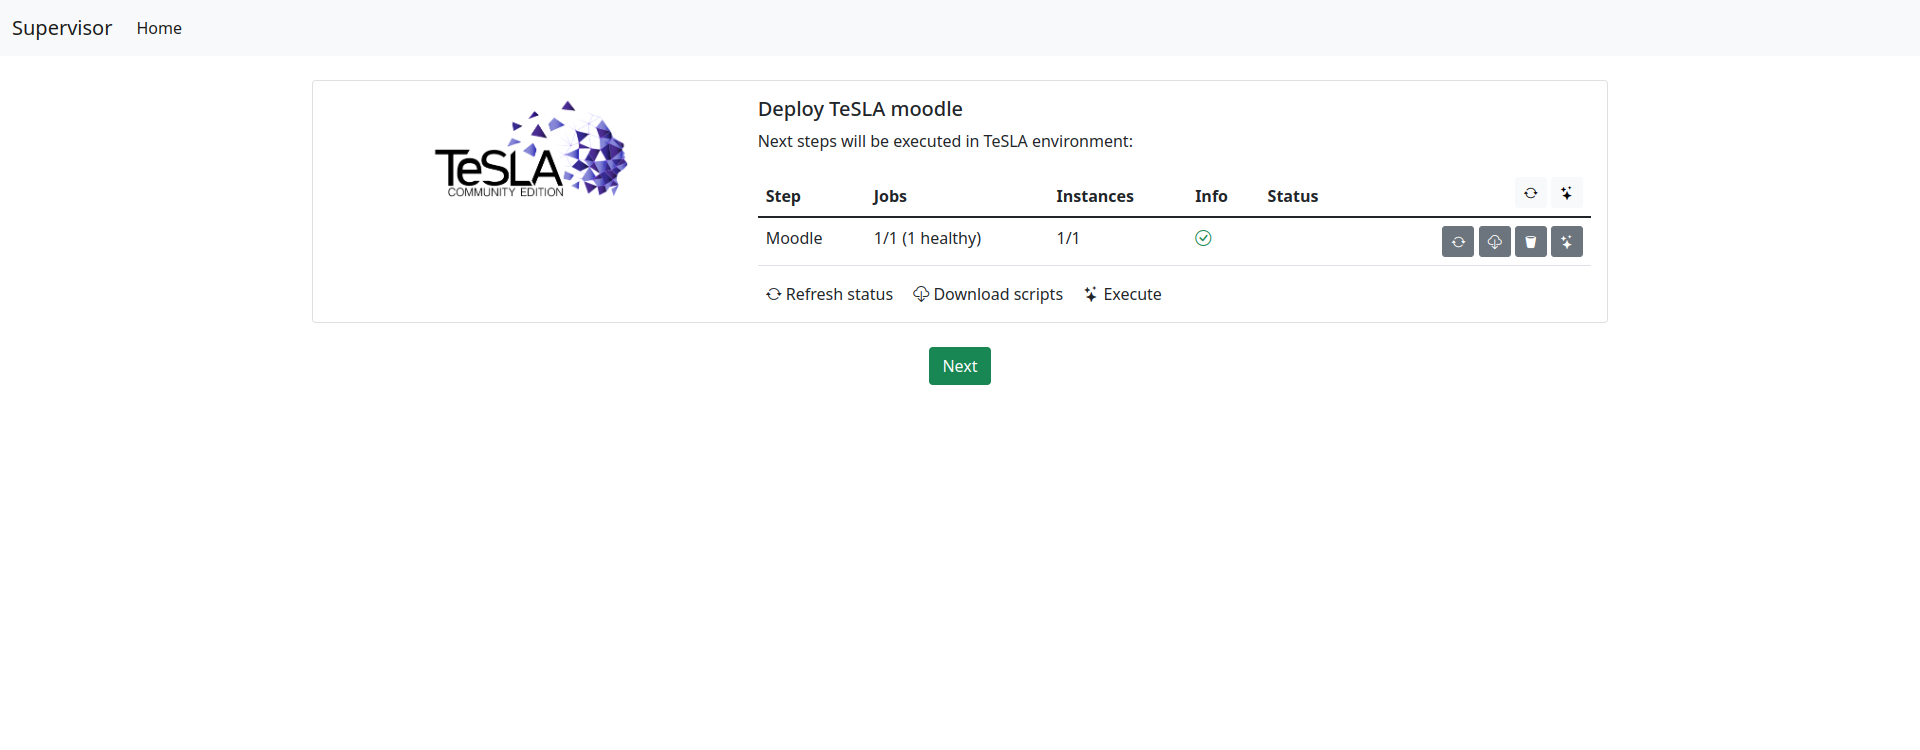 Supervisor Home
TeSLA
COMMUNITY EDITION
Deploy TeSLA moodle
Next steps will be executed in TeSLA environment:
Step Jobs Instances Info Status
Moodle 1/1 (1 healthy) 1/1
Refresh status Download scripts Execute
Next